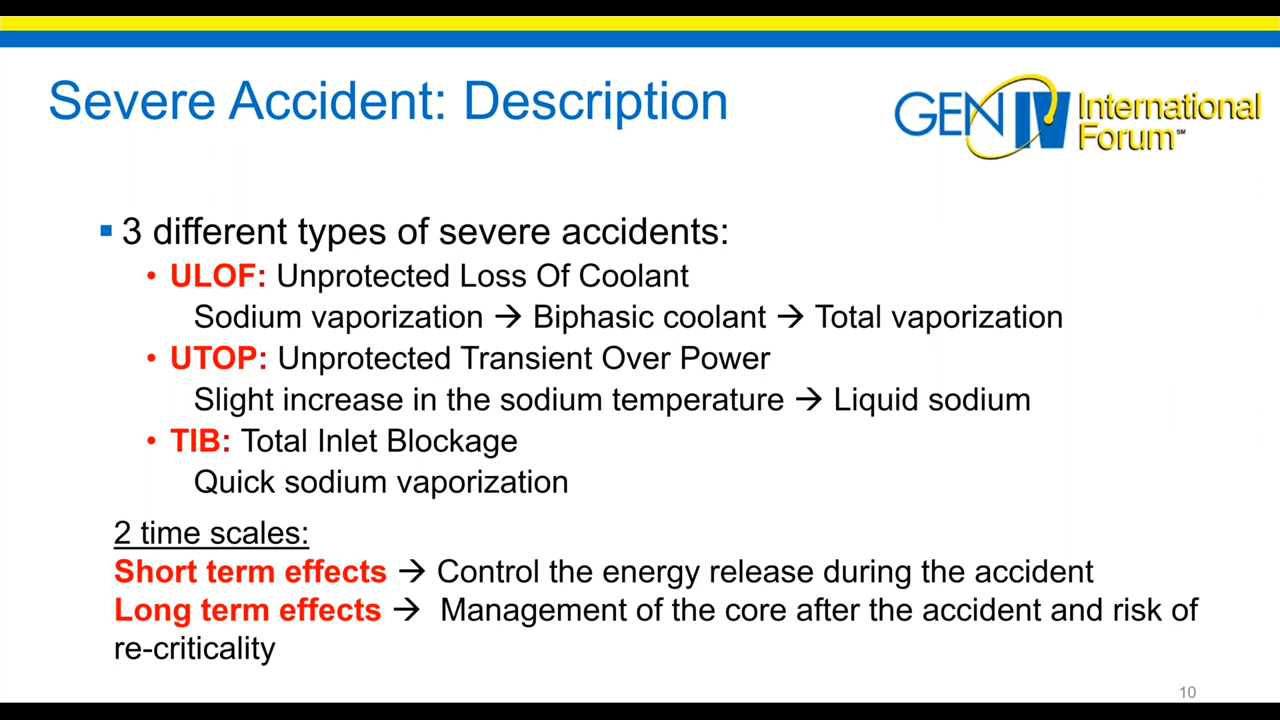 Severe Accident: Description
GEN IV International
Forum℠
▪ 3 different types of severe accidents:
• ULOF: Unprotected Loss Of Coolant
Sodium vaporization → Biphasic coolant → Total vaporization
• UTOP: Unprotected Transient Over Power
Slight increase in the sodium temperature → Liquid sodium
• TIB: Total Inlet Blockage
Quick sodium vaporization
2 time scales:
Short term effects → Control the energy release during the accident
Long term effects → Management of the core after the accident and risk of
re-criticality
10